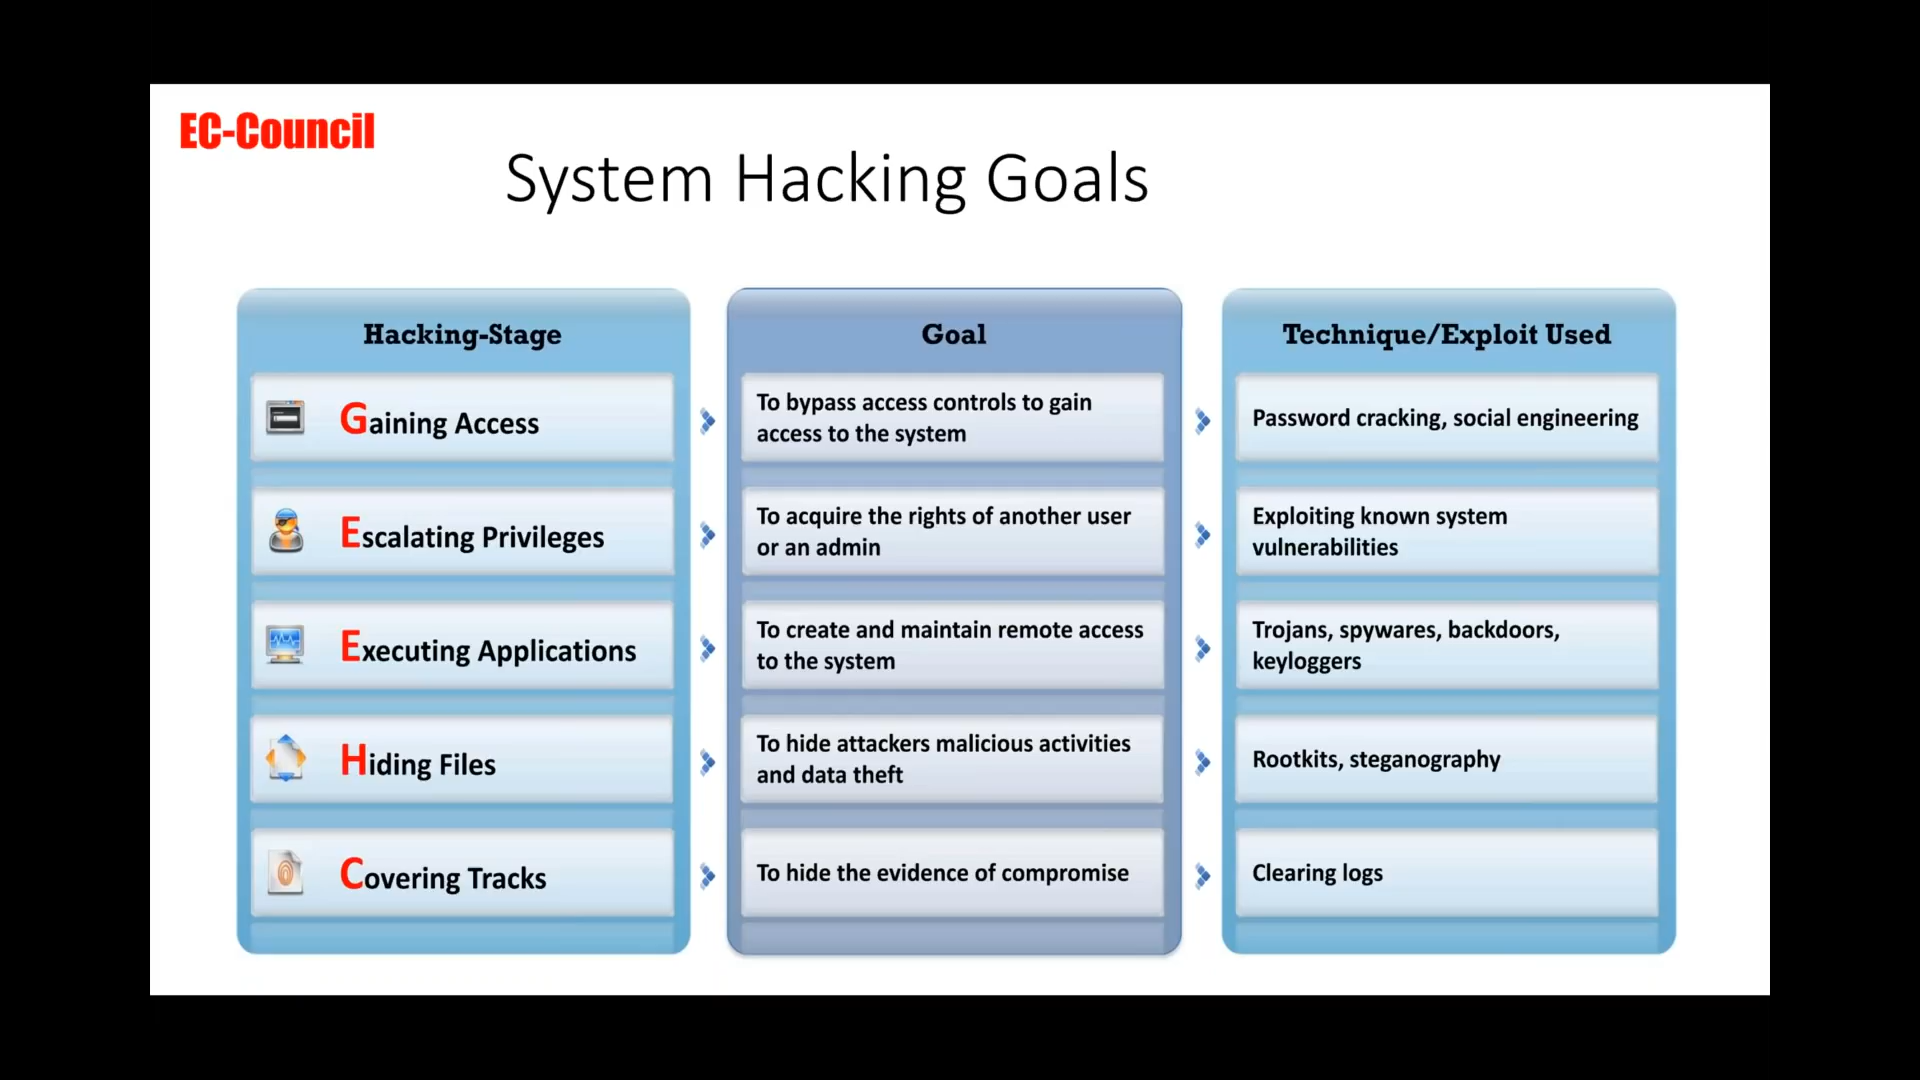 EC-Council
System Hacking Goals
Hacking-Stage
Goal
Technique/Exploit Used
Gaining Access
To bypass access controls to gain
access to the system
Password cracking, social engineering
Escalating Privileges
To acquire the rights of another user
or an admin
Exploiting known system
vulnerabilities
Executing Applications
To create and maintain remote access
to the system
Trojans, spywares, backdoors,
keyloggers
Hiding Files
To hide attackers malicious activities
and data theft
Rootkits, steganography
Covering Tracks
To hide the evidence of compromise
Clearing logs